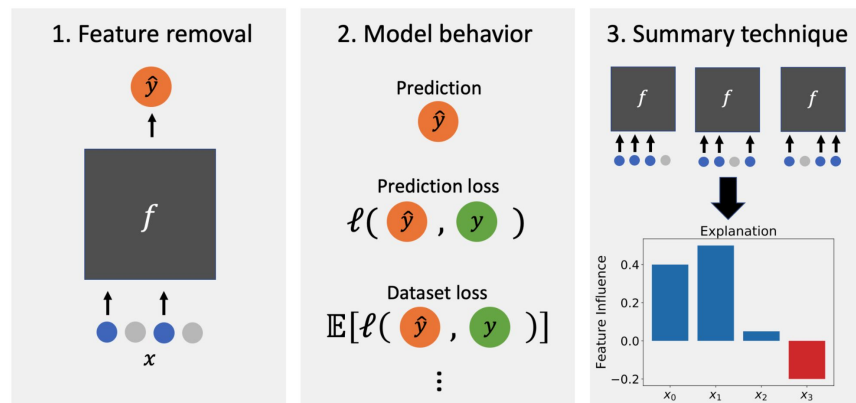 1. Feature removal
ŷ
f
x
2. Model behavior
Prediction
ŷ
Prediction loss
ℓ( ŷ , y )
Dataset loss
𝔼[ℓ( ŷ , y )]
⋮
3. Summary technique
f f f
Explanation
Feature Influence
0.4
0.2
0.0
−0.2
x₀ x₁ x₂ x₃